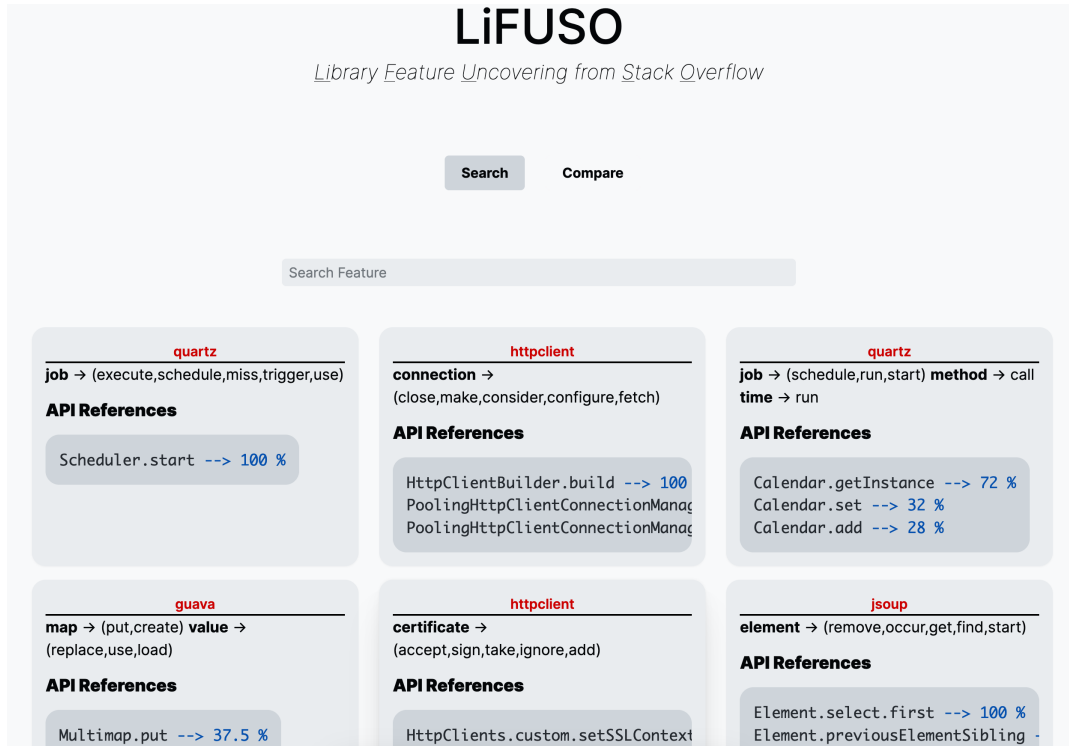 LiFUSO
Library Feature Uncovering from Stack Overflow
Search
Compare
Search Feature
quartz
job → (execute,schedule,miss,trigger,use)
API References
Scheduler.start --> 100 %
httpclient
connection →
(close,make,consider,configure,fetch)
API References
HttpClientBuilder.build --> 100
PoolingHttpClientConnectionManag
PoolingHttpClientConnectionManag
quartz
job → (schedule,run,start) method → call
time → run
API References
Calendar.getInstance --> 72 %
Calendar.set --> 32 %
Calendar.add --> 28 %
guava
map → (put,create) value →
(replace,use,load)
API References
Multimap.put --> 37.5 %
httpclient
certificate →
(accept,sign,take,ignore,add)
API References
HttpClients.custom.setSSLContext
jsoup
element → (remove,occur,get,find,start)
API References
Element.select.first --> 100 %
Element.previousElementSibling -